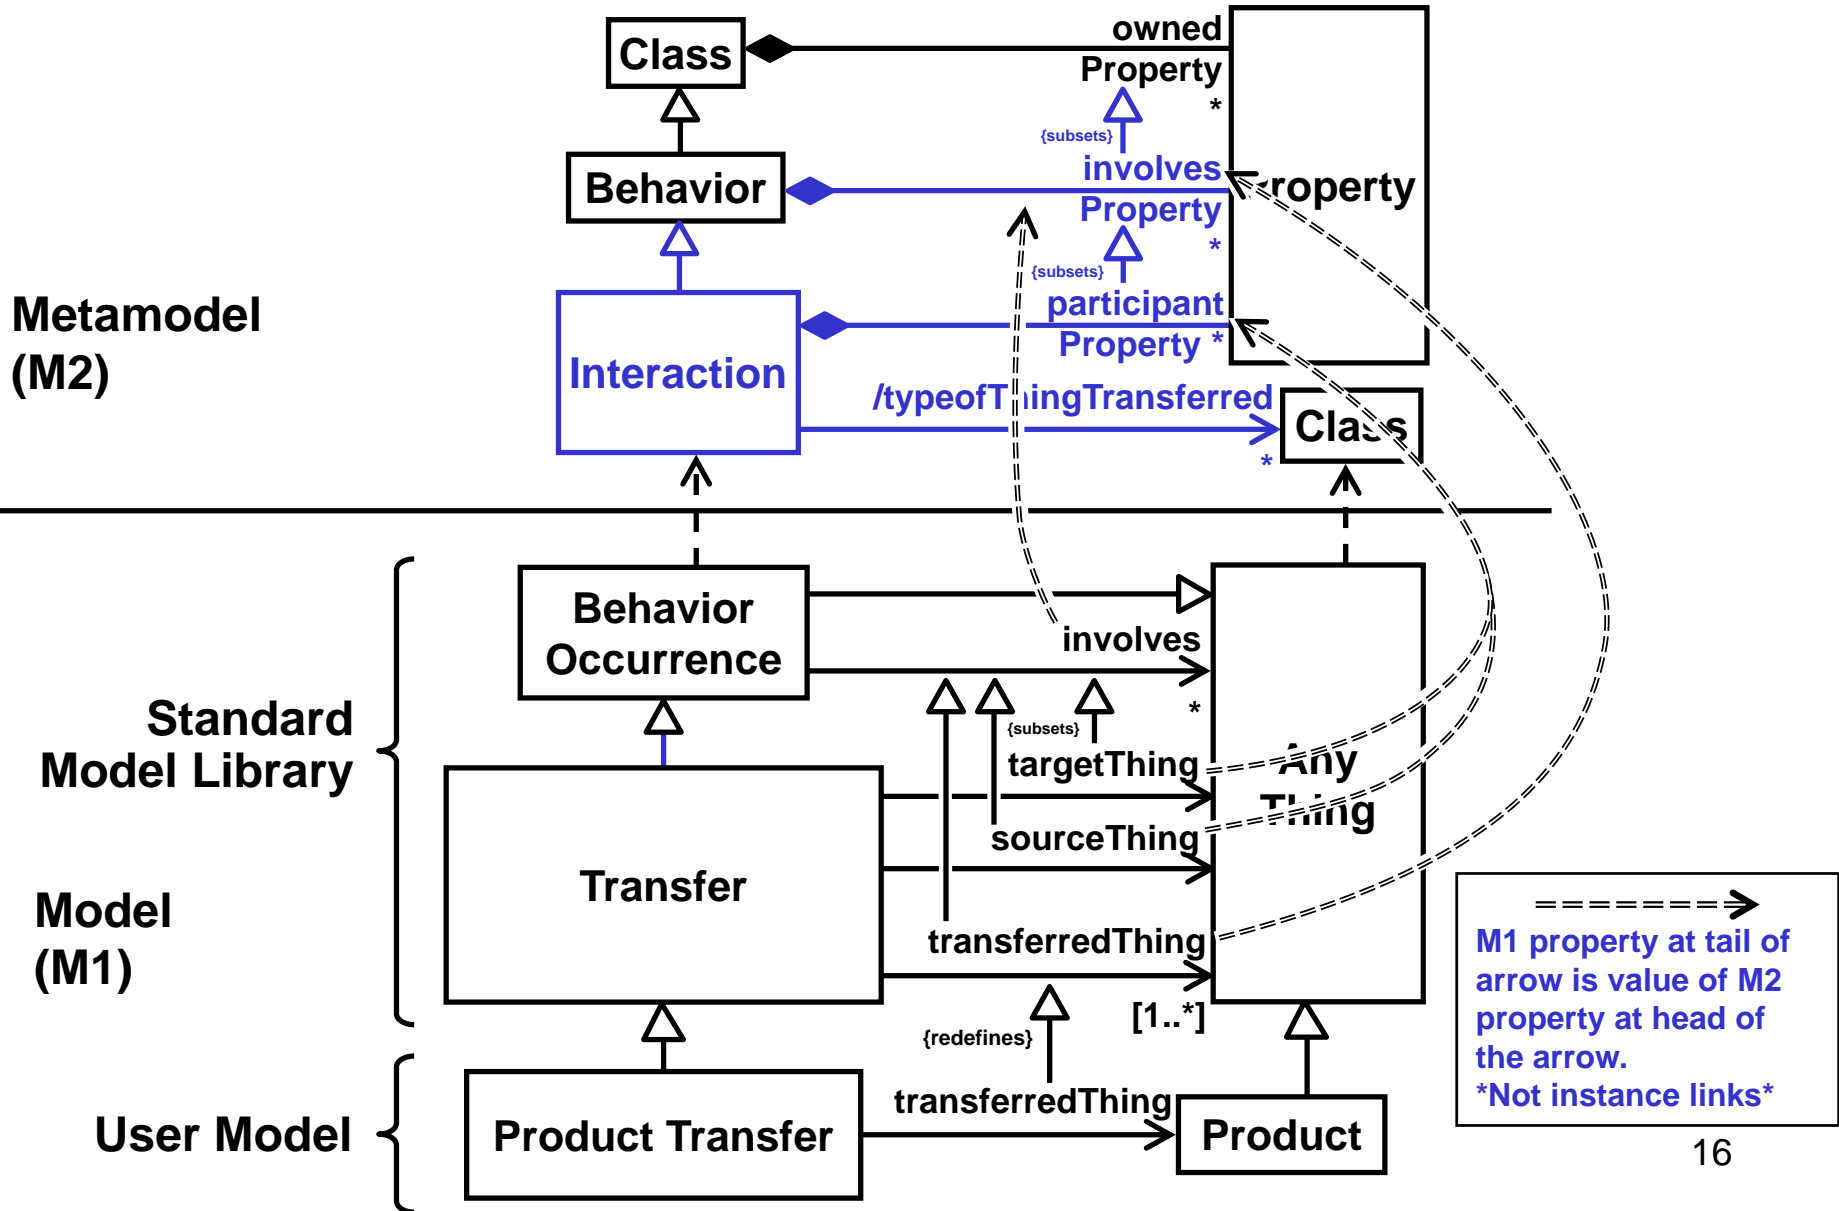 Class
owned
Property
*
{subsets}
Behavior
involves
Property
*
roperty
{subsets}
Metamodel
(M2)
Interaction
participant
Property *
/typeofThingTransferred
*
Class
Standard
Model Library
Behavior
Occurrence
involves
*
{subsets}
targetThing
Any
Thing
sourceThing
Transfer
Model
(M1)
transferredThing
[1..*]
{redefines}
transferredThing
User Model
Product Transfer
Product
M1 property at tail of
arrow is value of M2
property at head of
the arrow.
*Not instance links*
16